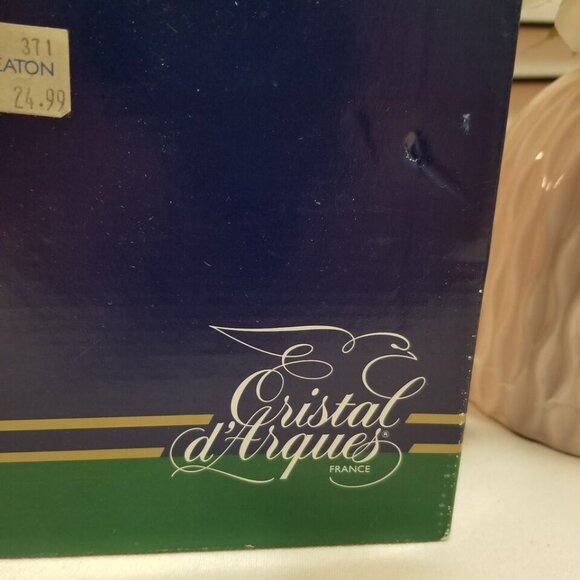 371
EATON
24.99
Cristal
d'Arques®
FRANCE